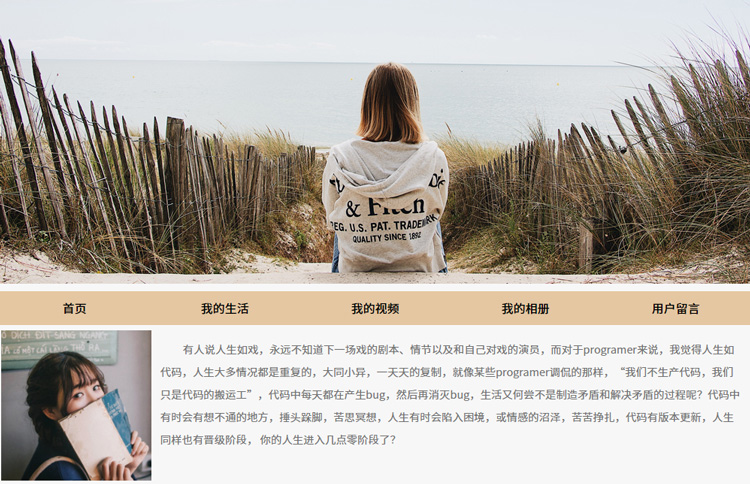 & Fitch
REG. U.S. PAT. TRADEMARK
QUALITY SINCE 1892
首页
我的生活
我的视频
我的相册
用户留言
有人说人生如戏，永远不知道下一场戏的剧本、情节以及和自己对戏的演员，而对于programer来说，我觉得人生如
代码，人生大多情况都是重复的，大同小异，一天天的复制，就像某些programer调侃的那样，“我们不生产代码，我们
只是代码的搬运工”，代码中每天都在产生bug，然后再消灭bug，生活又何尝不是制造矛盾和解决矛盾的过程呢？代码中
有时会有想不通的地方，捶头跺脚，苦思冥想，人生有时会陷入困境，或情感的沼泽，苦苦挣扎，代码有版本更新，人生
同样也有晋级阶段， 你的人生进入几点零阶段了？